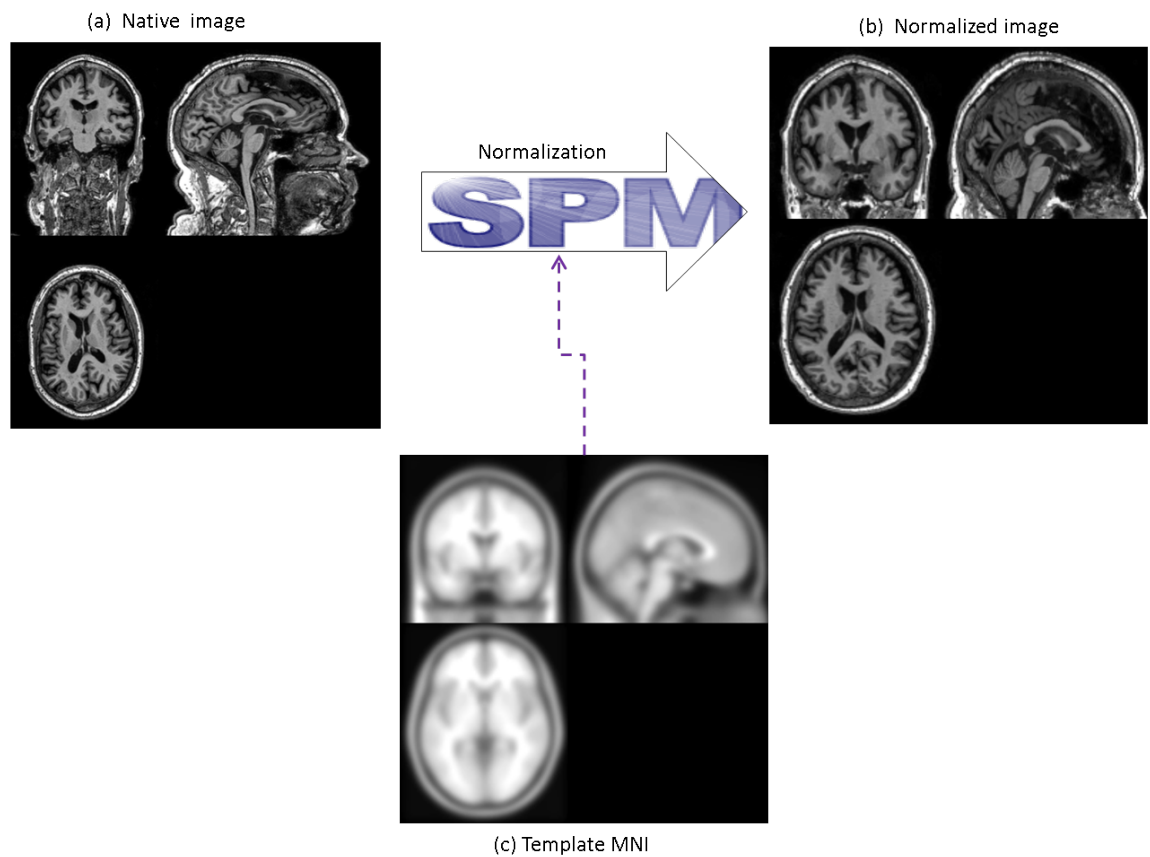 (a) Native image
(b) Normalized image
Normalization
SPM
(c) Template MNI